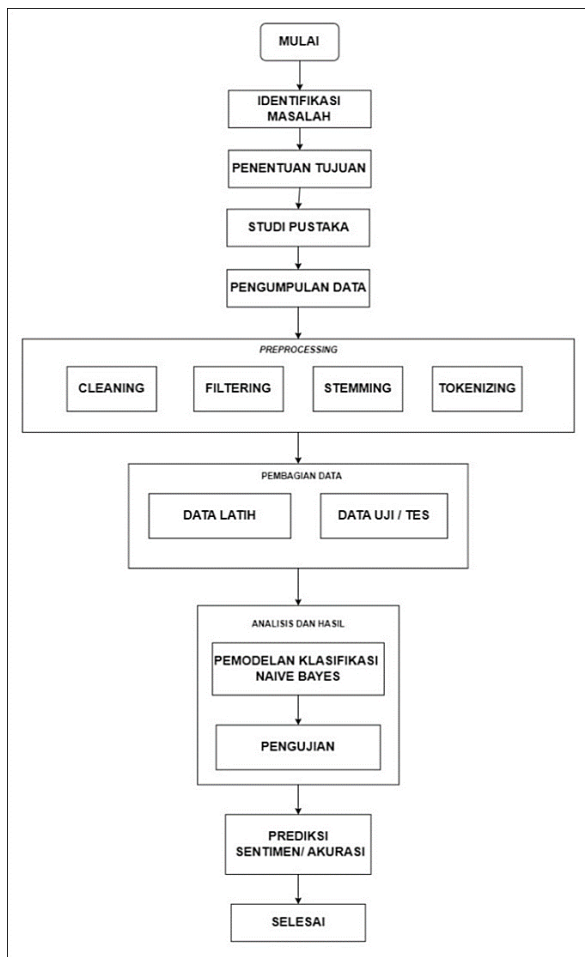 MULAI
IDENTIFIKASI
MASALAH
PENENTUAN TUJUAN
STUDI PUSTAKA
PENGUMPULAN DATA
PREPROCESSING
CLEANING
FILTERING
STEMMING
TOKENIZING
PEMBAGIAN DATA
DATA LATIH
DATA UJI / TES
ANALISIS DAN HASIL
PEMODELAN KLASIFIKASI
NAIVE BAYES
PENGUJIAN
PREDIKSI
SENTIMEN/ AKURASI
SELESAI